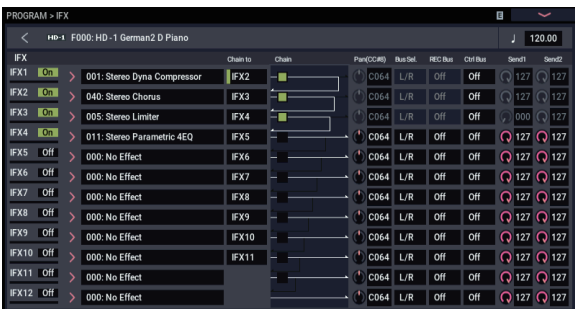 PROGRAM > IFX
HD-1 F000: HD-1 German2 D Piano ♩ 120.00
IFX Chain to Chain Pan(CC#8) Bus Sel. REC Bus Ctrl Bus Send1 Send2
IFX1 On 001: Stereo Dyna Compressor IFX2 C064 L/R Off Off 127 127
IFX2 On 040: Stereo Chorus IFX3 C064 L/R Off Off 127 127
IFX3 On 005: Stereo Limiter IFX4 C064 L/R Off Off 000 127
IFX4 On 011: Stereo Parametric 4EQ IFX5 C064 L/R Off Off 127 127
IFX5 Off 000: No Effect IFX6 C064 L/R Off Off 127 127
IFX6 Off 000: No Effect IFX7 C064 L/R Off Off 127 127
IFX7 Off 000: No Effect IFX8 C064 L/R Off Off 127 127
IFX8 Off 000: No Effect IFX9 C064 L/R Off Off 127 127
IFX9 Off 000: No Effect IFX10 C064 L/R Off Off 127 127
IFX10 Off 000: No Effect IFX11 C064 L/R Off Off 127 127
IFX11 Off 000: No Effect C064 L/R Off Off 127 127
IFX12 Off 000: No Effect C064 L/R Off Off 127 127